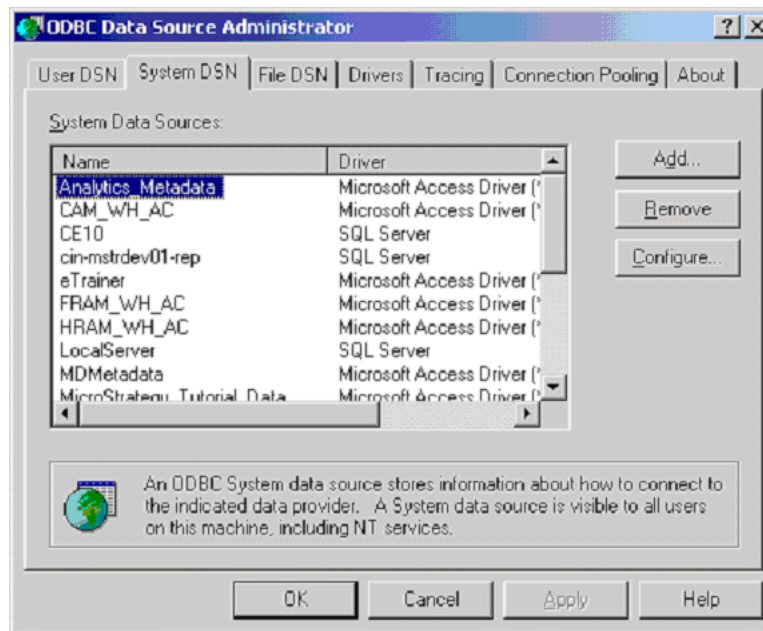 ODBC Data Source Administrator
User DSN System DSN File DSN Drivers Tracing Connection Pooling About
System Data Sources:
Name Driver
Analytics_Metadata Microsoft Access Driver (*
CAM_WH_AC Microsoft Access Driver (*
CE10 SQL Server
cin-mstrdev01-rep SQL Server
eTrainer Microsoft Access Driver (*
FRAM_WH_AC Microsoft Access Driver (*
HRAM_WH_AC Microsoft Access Driver (*
LocalServer SQL Server
MDMetadata Microsoft Access Driver (*
MicroStrategy_Tutorial_Data Microsoft Access Driver (*
Add...
Remove
Configure...
An ODBC System data source stores information about how to connect to
the indicated data provider. A System data source is visible to all users
on this machine, including NT services.
OK Cancel Apply Help